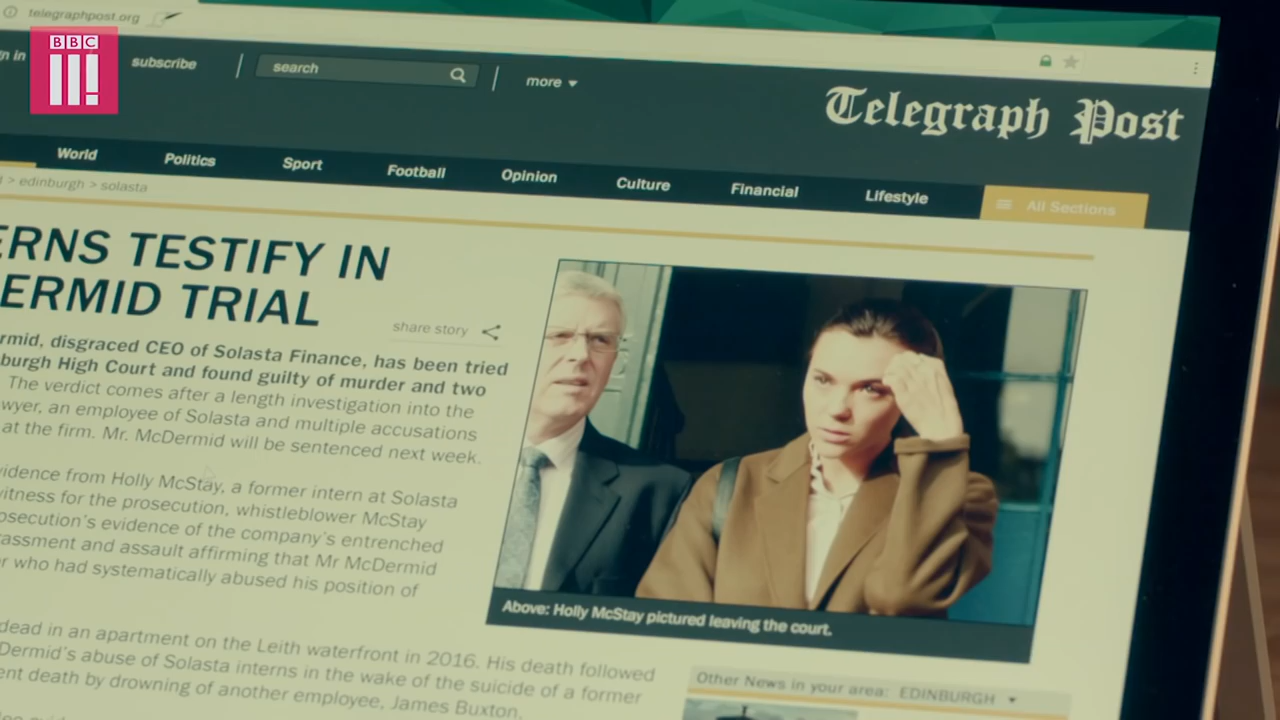 telegraphpost.org
BBC
III!
n in
subscribe
search
more
Telegraph Post
World
Politics
Sport
Football
Opinion
Culture
Financial
Lifestyle
All Sections
> edinburgh > solasta
ERNS TESTIFY IN
ERMID TRIAL
share story
rmid, disgraced CEO of Solasta Finance, has been tried
burgh High Court and found guilty of murder and two
The verdict comes after a length investigation into the
wyer, an employee of Solasta and multiple accusations
at the firm. Mr. McDermid will be sentenced next week.
vidence from Holly McStay, a former intern at Solasta
vitness for the prosecution, whistleblower McStay
osecution's evidence of the company's entrenched
rassment and assault affirming that Mr McDermid
r who had systematically abused his position of
Above: Holly McStay pictured leaving the court.
dead in an apartment on the Leith waterfront in 2016. His death followed
Dermid's abuse of Solasta interns in the wake of the suicide of a former
ent death by drowning of another employee, James Buxton.
Other News in your area: EDINBURGH